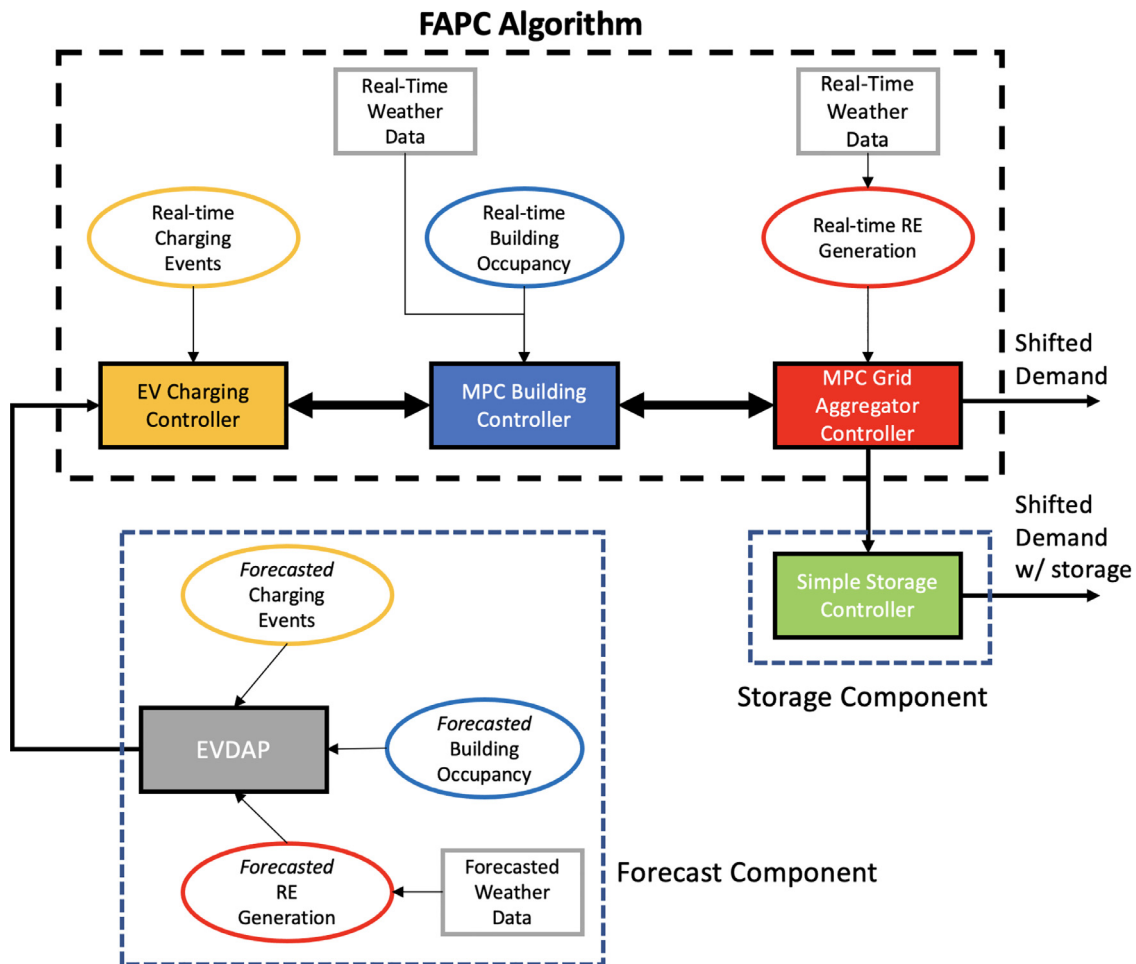 FAPC Algorithm
Real-Time
Weather
Data
Real-Time
Weather
Data
Real-time
Charging
Events
Real-time
Building
Occupancy
Real-time RE
Generation
EV Charging
Controller
MPC Building
Controller
MPC Grid
Aggregator
Controller
Shifted
Demand
Shifted
Demand
w/ storage
Simple Storage
Controller
Storage Component
Forecasted
Charging
Events
EVDAP
Forecasted
Building
Occupancy
Forecasted
RE
Generation
Forecasted
Weather
Data
Forecast Component